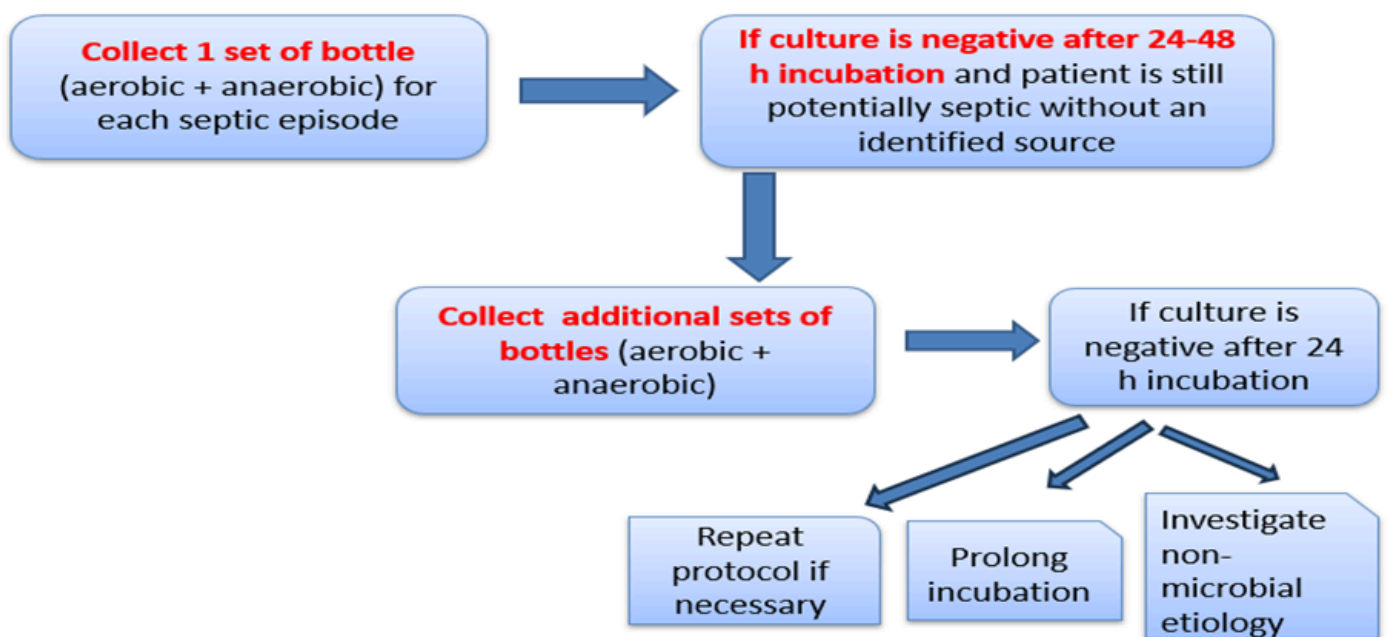 Collect 1 set of bottle
(aerobic + anaerobic) for
each septic episode
If culture is negative after 24-48
h incubation and patient is still
potentially septic without an
identified source
Collect additional sets of
bottles (aerobic +
anaerobic)
If culture is
negative after 24
h incubation
Repeat
protocol if
necessary
Prolong
incubation
Investigate
non-
microbial
etiology